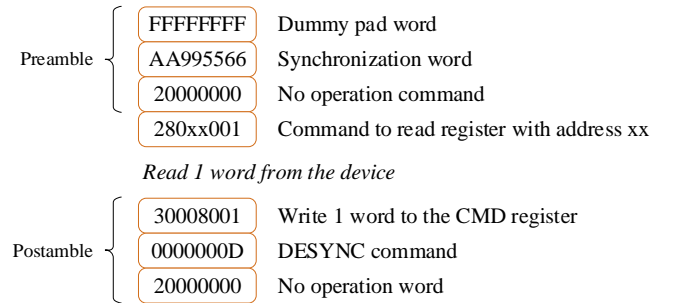 FFFFFFFF Dummy pad word
Preamble AA995566 Synchronization word
20000000 No operation command
280xx001 Command to read register with address xx
Read 1 word from the device
30008001 Write 1 word to the CMD register
Postamble 0000000D DESYNC command
20000000 No operation word